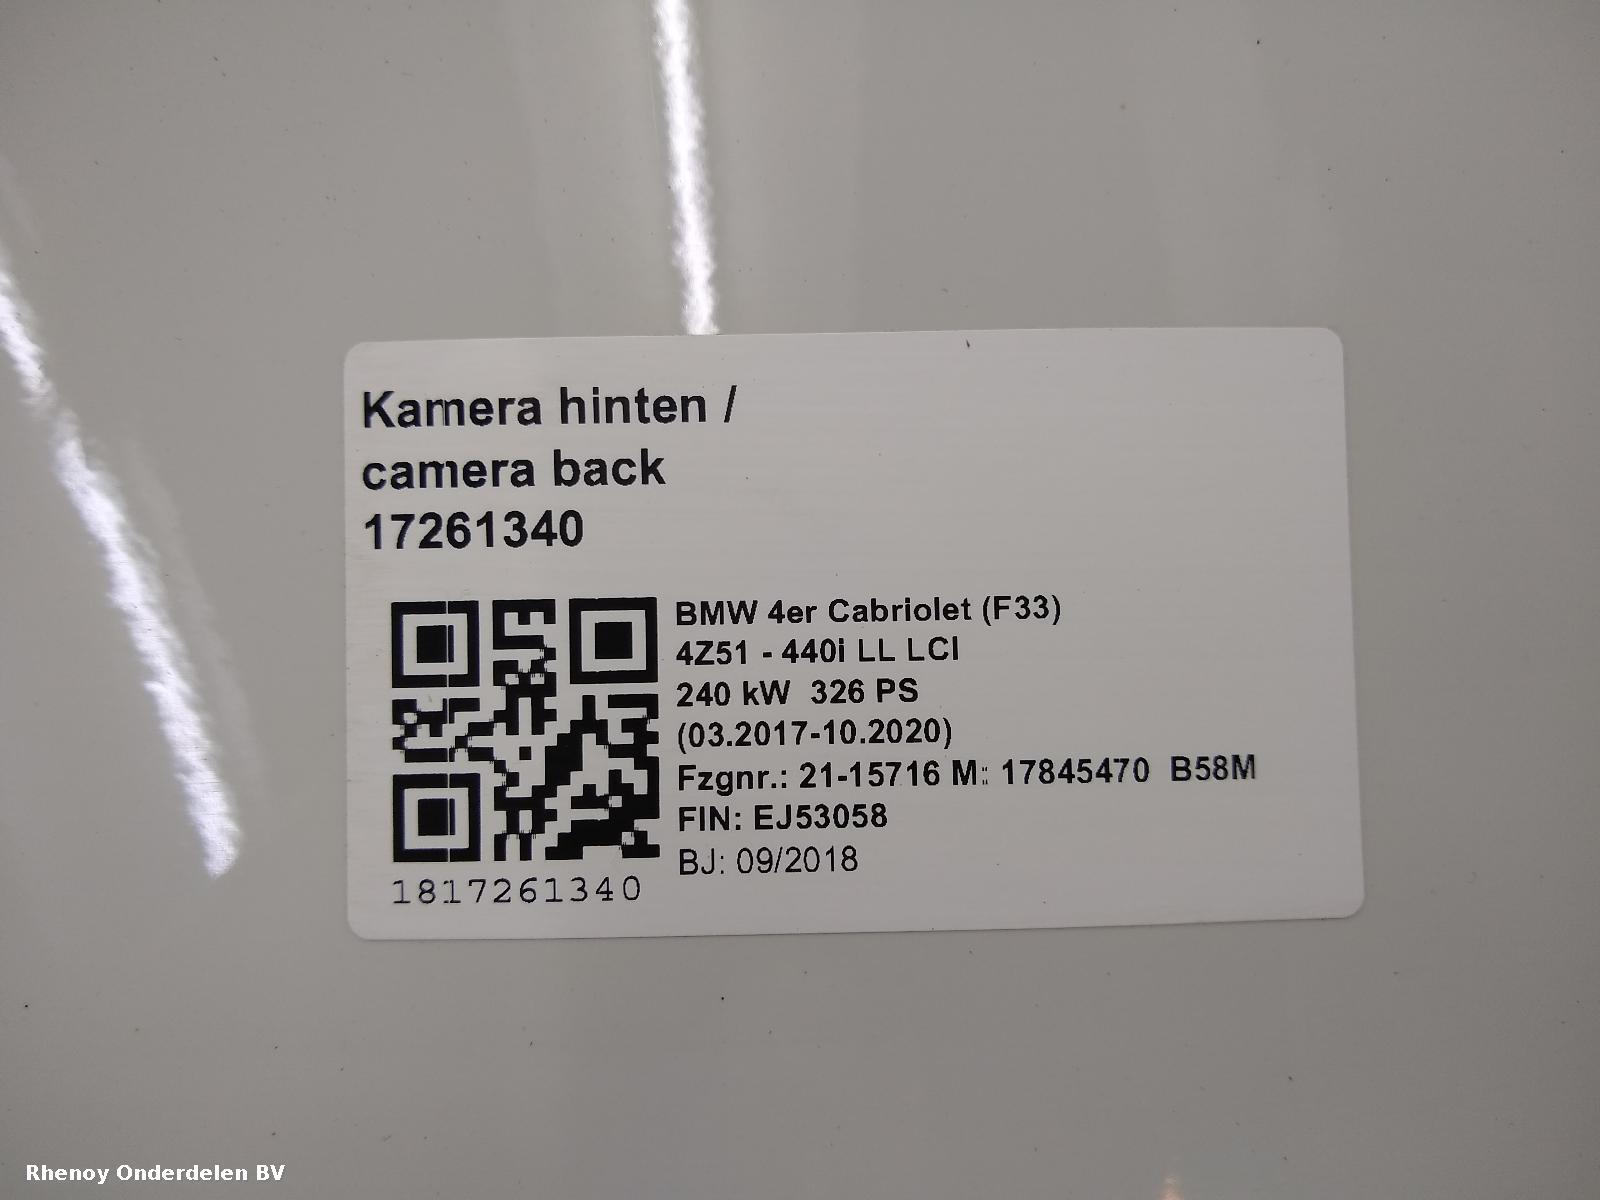 Kamera hinten /
camera back
17261340
BMW 4er Cabriolet (F33)
4Z51 - 440i LL LCI
240 kW  326 PS
(03.2017-10.2020)
Fzgnr.: 21-15716 M: 17845470  B58M
FIN: EJ53058
BJ: 09/2018
1817261340
Rhenoy Onderdelen BV